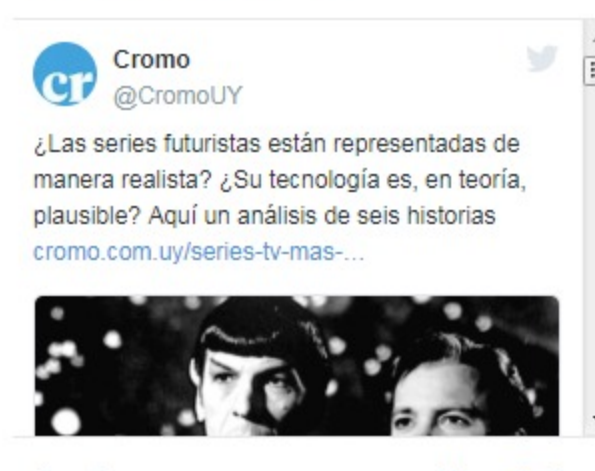 Cromo
cr
@CromoUY
¿Las series futuristas están representadas de
manera realista? ¿Su tecnología es, en teoría,
plausible? Aquí un análisis de seis historias
cromo.com.uy/series-tv-mas-...